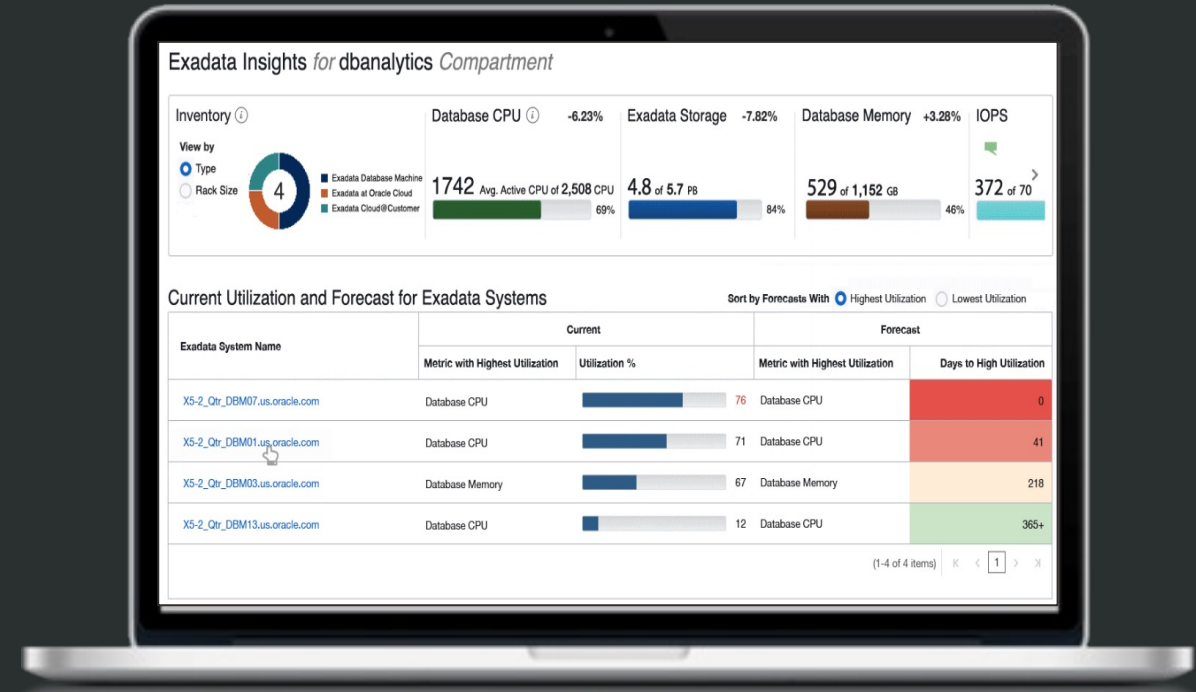 Exadata Insights for dbanalytics Compartment
Inventory
Database CPU -6.23%
Exadata Storage -7.82%
Database Memory +3.28%
IOPS
View by
Type
Rack Size
4
Exadata Database Machine
Exadata at Oracle Cloud
Exadata Cloud@Customer
1742 Avg. Active CPU of 2,508 CPU
69%
4.8 of 5.7 PB
84%
529 of 1,152 GB
46%
372 of 70
Current Utilization and Forecast for Exadata Systems
Sort by Forecasts With Highest Utilization Lowest Utilization
Exadata System Name
Current
Forecast
Metric with Highest Utilization
Utilization %
Metric with Highest Utilization
Days to High Utilization
X5-2_Qtr_DBM07.us.oracle.com Database CPU 76 Database CPU 0
X5-2_Qtr_DBM01.us.oracle.com Database CPU 71 Database CPU 41
X5-2_Qtr_DBM03.us.oracle.com Database Memory 67 Database Memory 218
X5-2_Qtr_DBM13.us.oracle.com Database CPU 12 Database CPU 365+
(1-4 of 4 items) 1